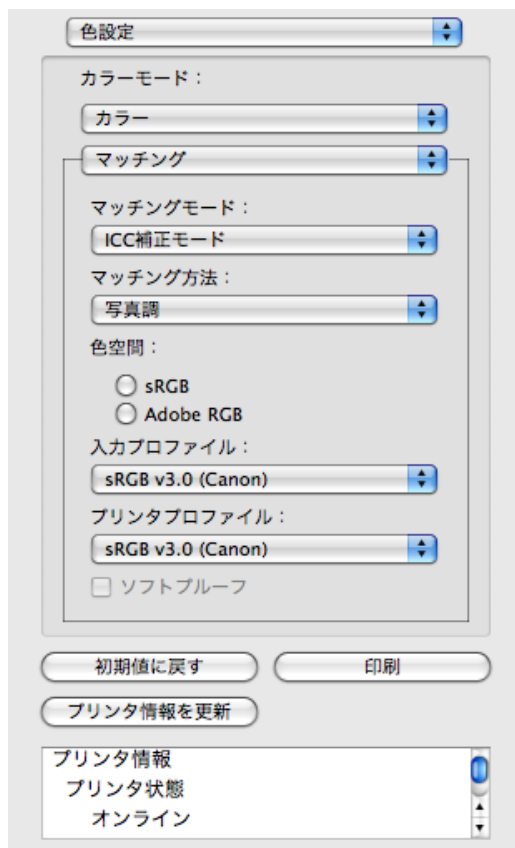 色設定
カラーモード：
カラー
マッチング
マッチングモード：
ICC補正モード
マッチング方法：
写真調
色空間：
sRGB
Adobe RGB
入力プロファイル：
sRGB v3.0 (Canon)
プリンタプロファイル：
sRGB v3.0 (Canon)
ソフトプルーフ
初期値に戻す 印刷
プリンタ情報を更新
プリンタ情報
プリンタ状態
オンライン